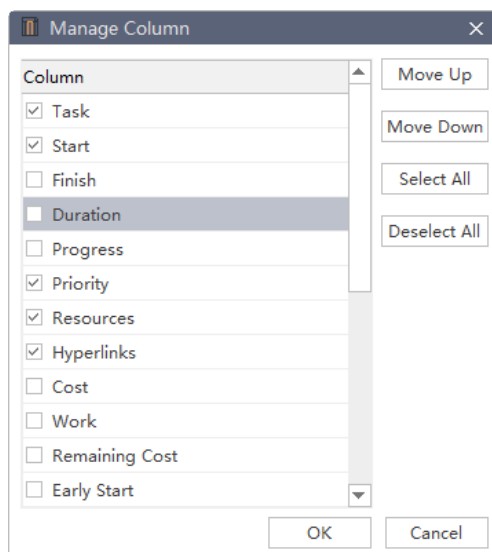 Manage Column
Column
Move Up
Task
Move Down
Start
Finish
Select All
Duration
Deselect All
Progress
Priority
Resources
Hyperlinks
Cost
Work
Remaining Cost
Early Start
OK
Cancel